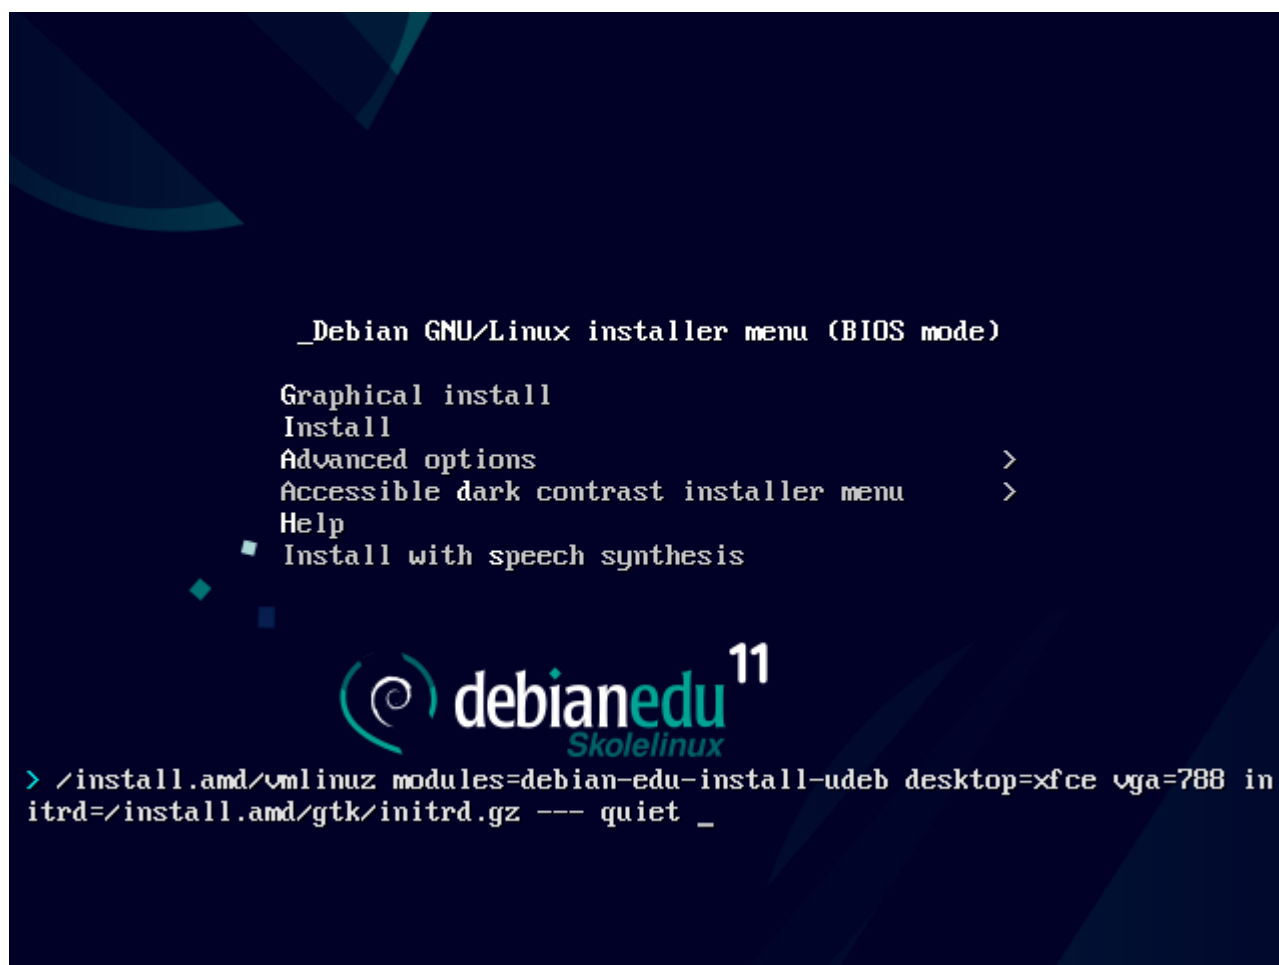 _Debian GNU/Linux installer menu (BIOS mode)
Graphical install
Install
Advanced options >
Accessible dark contrast installer menu >
Help
Install with speech synthesis
debianedu 11
Skolelinux
> /install.amd/vmlinuz modules=debian-edu-install-udeb desktop=xfce vga=788 in
itrd=/install.amd/gtk/initrd.gz --- quiet _